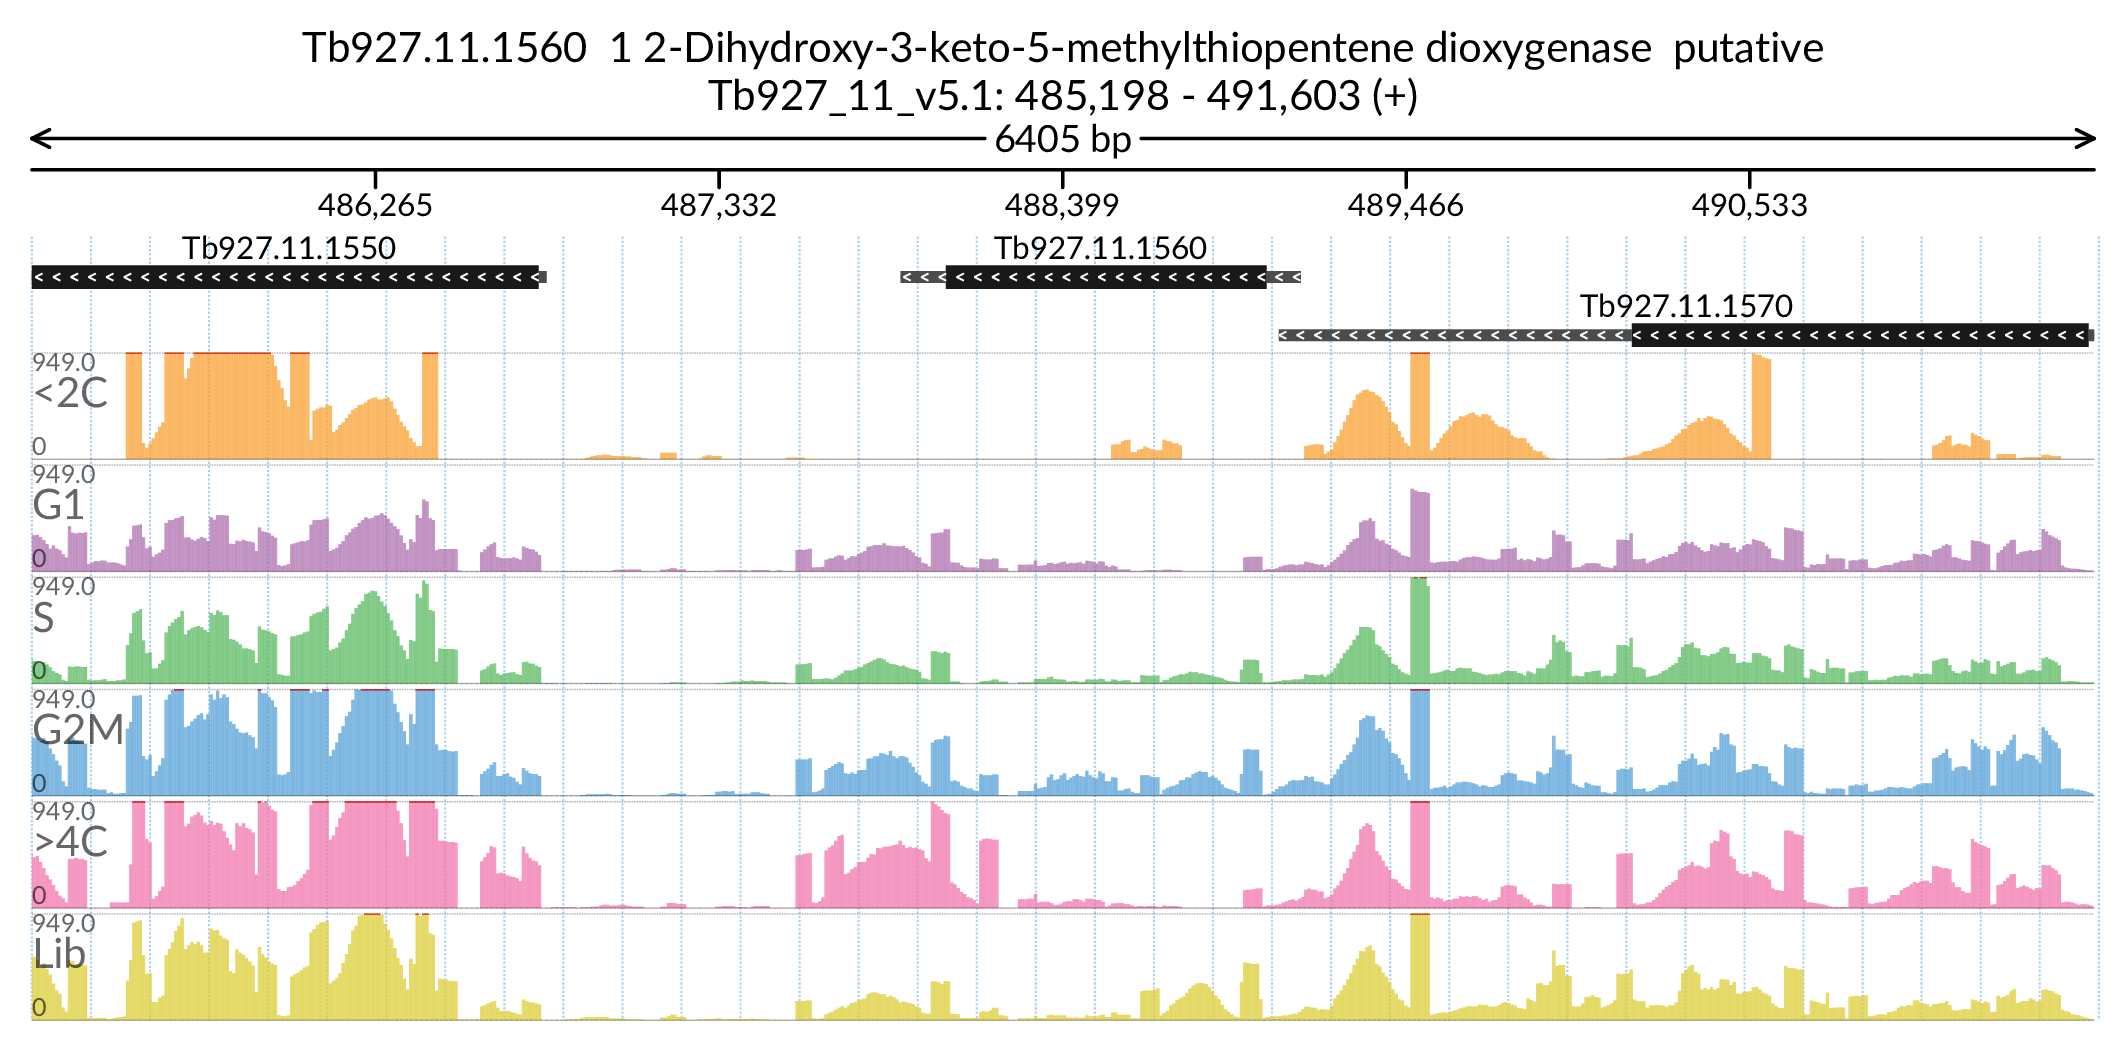 Tb927.11.1560  1 2-Dihydroxy-3-keto-5-methylthiopentene dioxygenase  putative
Tb927_11_v5.1: 485,198 - 491,603 (+)
6405 bp
486,265 487,332 488,399 489,466 490,533
Tb927.11.1550 Tb927.11.1560
Tb927.11.1570
949.0
<2C
0
949.0
G1
0
949.0
S
0
949.0
G2M
0
949.0
>4C
0
949.0
Lib
0